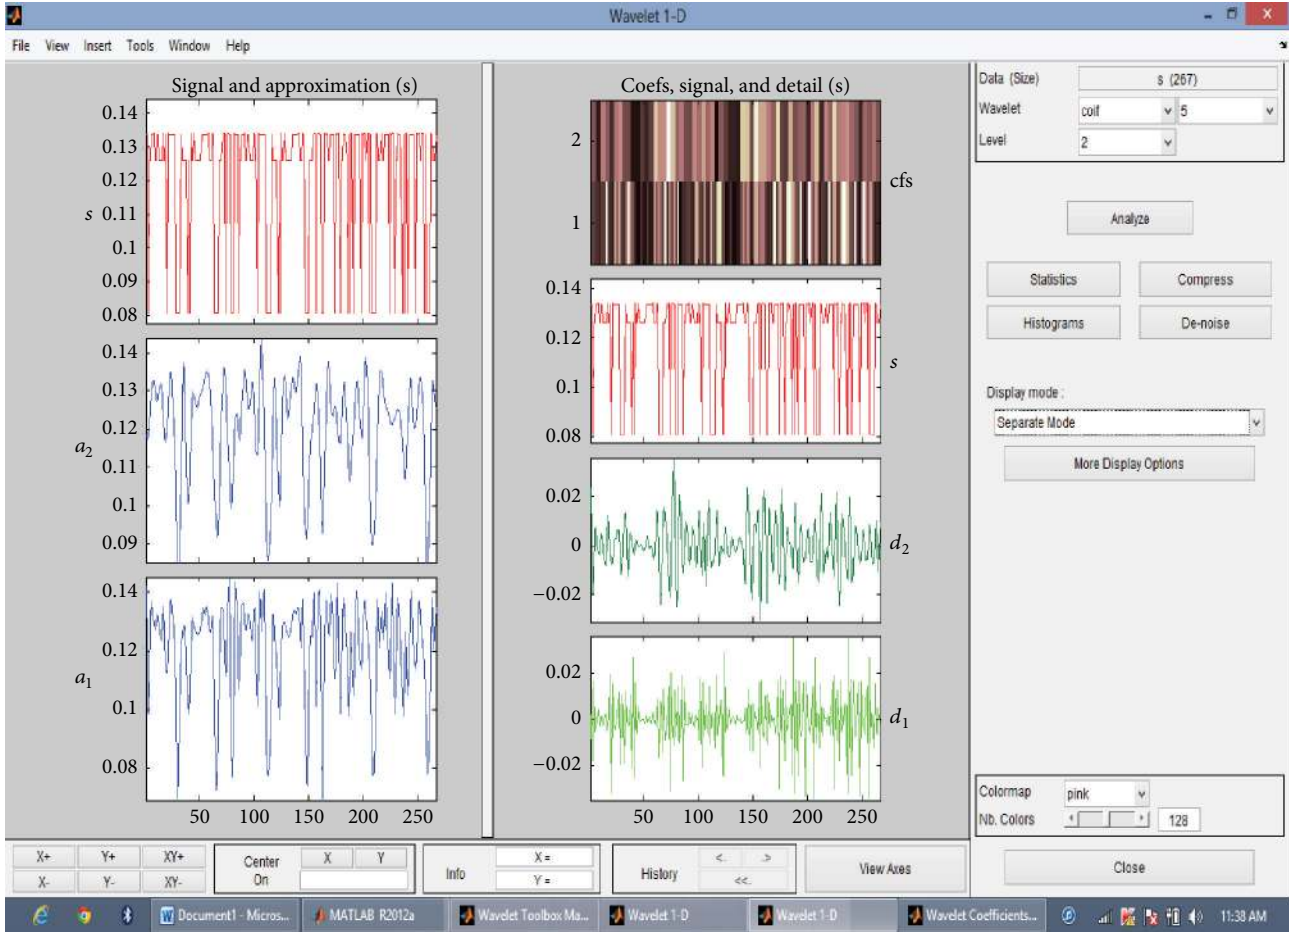 Wavelet 1-D
File View Insert Tools Window Help
Signal and approximation (s)
0.14
0.13
0.12
s 0.11
0.1
0.09
0.08
0.14
0.13
0.12
a2
0.11
0.1
0.09
0.14
0.12
a1
0.1
0.08
50 100 150 200 250
Coefs, signal, and detail (s)
2
cfs
1
0.14
0.12
s
0.1
0.08
0.02
0 d2
−0.02
0.02
0 d1
−0.02
50 100 150 200 250
Data (Size) s (267)
Wavelet coif 5
Level 2
Analyze
Statistics Compress
Histograms De-noise
Display mode :
Separate Mode
More Display Options
Colormap pink
Nb. Colors 128
Close
X+ Y+ XY+
X- Y- XY-
Center On X Y
Info X = Y =
History <. .> <<.
View Axes
Document1 - Micros... MATLAB R2012a Wavelet Toolbox Ma... Wavelet 1-D Wavelet 1-D Wavelet Coefficients... 11:38 AM